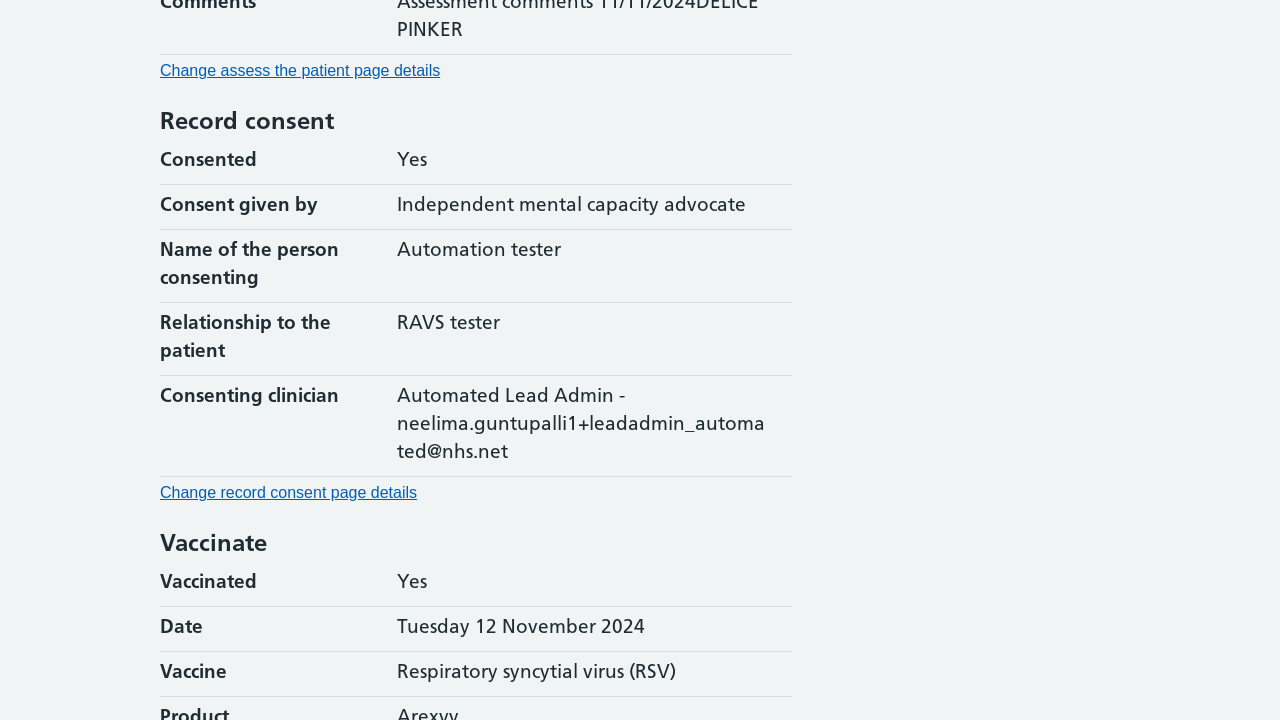 Comments
Assessment comments 11/11/2024DELICE
PINKER
Change assess the patient page details
Record consent
Consented
Yes
Consent given by
Independent mental capacity advocate
Name of the person
consenting
Automation tester
Relationship to the
patient
RAVS tester
Consenting clinician
Automated Lead Admin -
neelima.guntupalli1+leadadmin_automa
ted@nhs.net
Change record consent page details
Vaccinate
Vaccinated
Yes
Date
Tuesday 12 November 2024
Vaccine
Respiratory syncytial virus (RSV)
Product
Arexvy